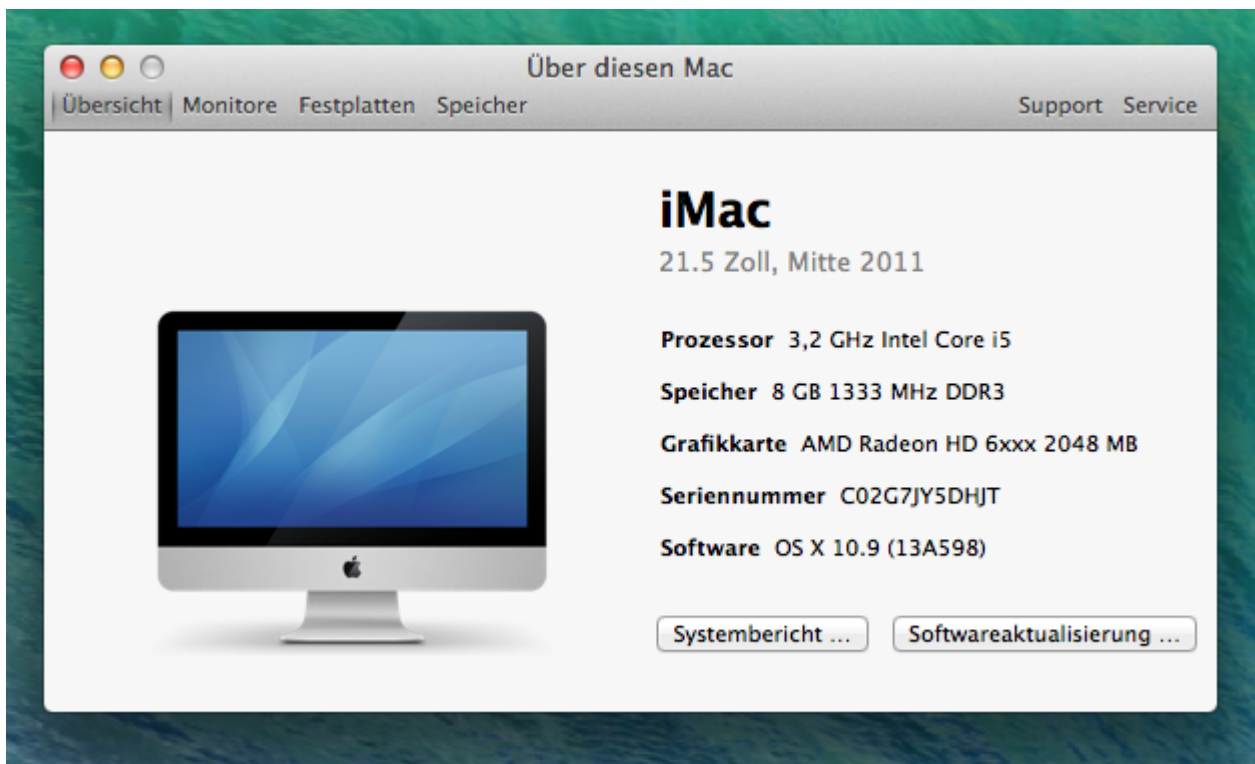 Über diesen Mac
Übersicht Monitore Festplatten Speicher Support Service
iMac
21.5 Zoll, Mitte 2011
Prozessor 3,2 GHz Intel Core i5
Speicher 8 GB 1333 MHz DDR3
Grafikkarte AMD Radeon HD 6xxx 2048 MB
Seriennummer C02G7JY5DHJT
Software OS X 10.9 (13A598)
Systembericht ... Softwareaktualisierung ...